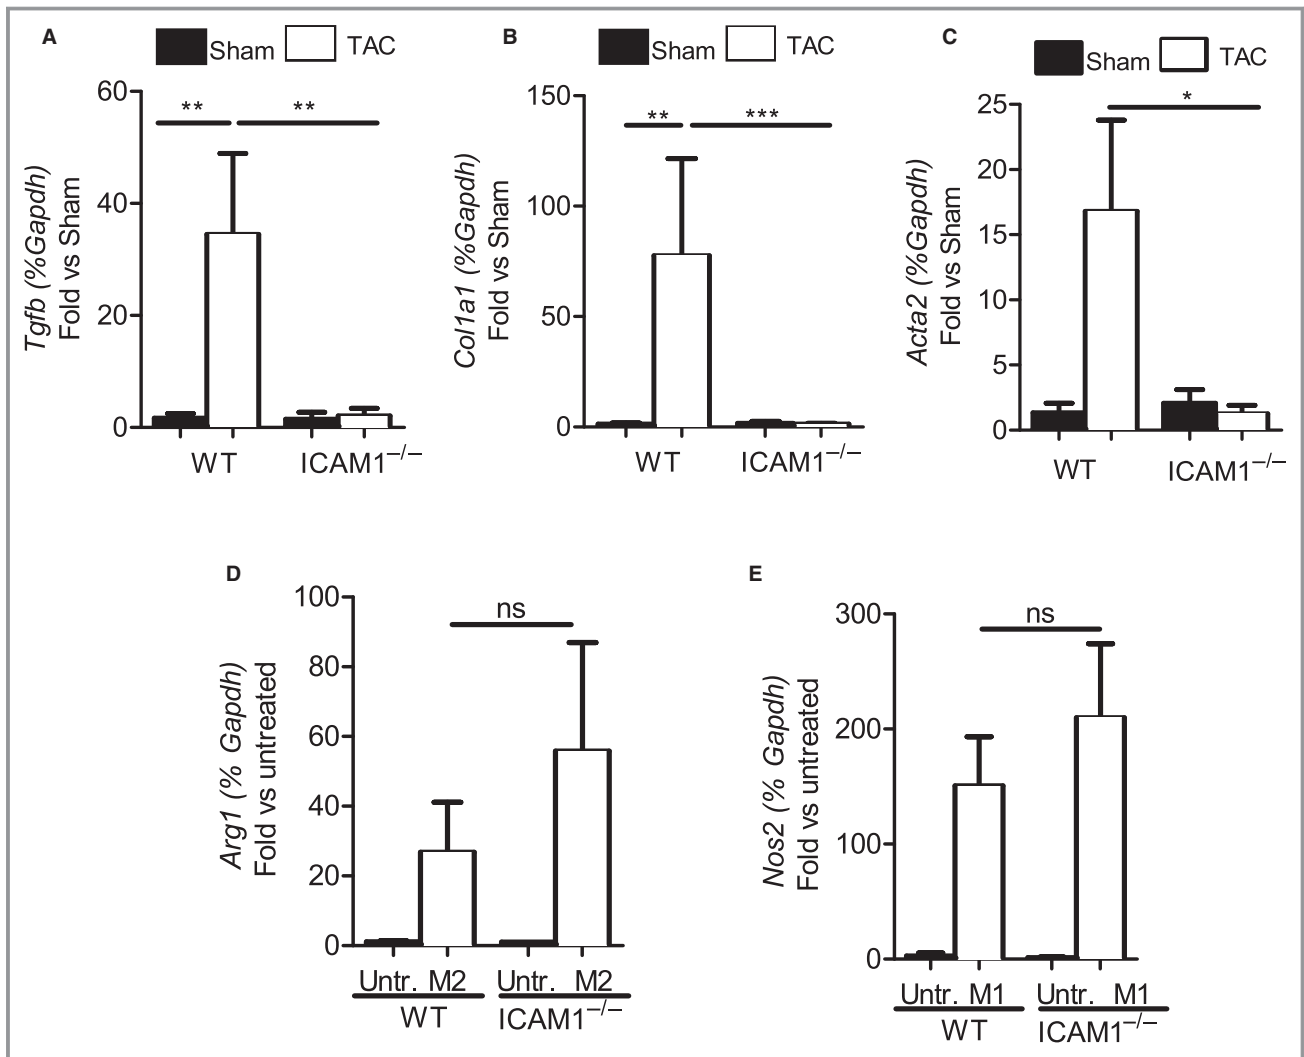 A
Sham
TAC
60
40
20
0
**
**
Tgfb (%Gapdh)
Fold vs Sham
WT
ICAM1⁻/⁻
B
Sham
TAC
150
100
50
0
**
***
Col1a1 (%Gapdh)
Fold vs Sham
WT
ICAM1⁻/⁻
C
Sham
TAC
25
20
15
10
5
0
*
Acta2 (%Gapdh)
Fold vs Sham
WT
ICAM1⁻/⁻
D
100
80
60
40
20
0
ns
Arg1 (% Gapdh)
Fold vs untreated
Untr. M2 Untr. M2
WT
ICAM1⁻/⁻
E
300
200
100
0
ns
Nos2 (% Gapdh)
Fold vs untreated
Untr. M1 Untr. M1
WT
ICAM1⁻/⁻